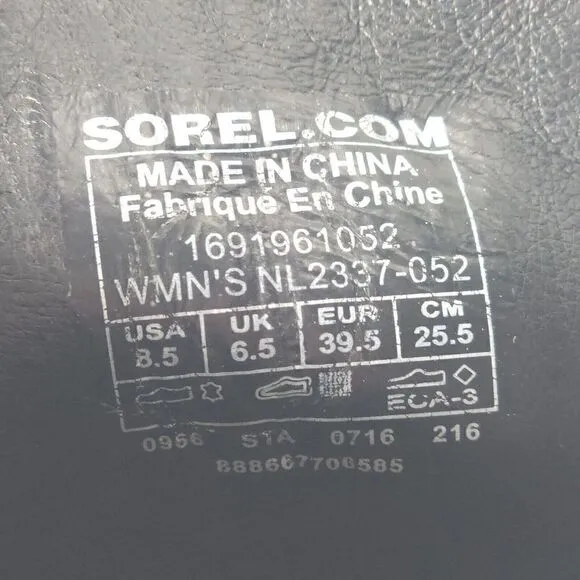 SOREL.COM
MADE IN CHINA
Fabriqué En Chine
1691961052
WMN'S NL2337-052
USA UK EUR CM
8.5 6.5 39.5 25.5
ECA-3
0966 STA 0716 216
888667706585